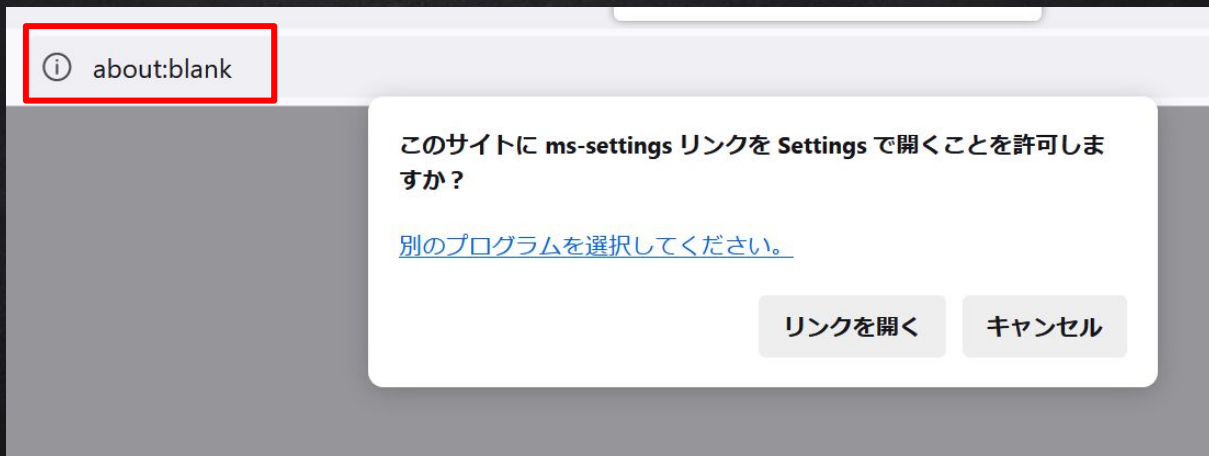 about:blank
このサイトに ms-settings リンクを Settings で開くことを許可しま
すか？
別のプログラムを選択してください。
リンクを開く キャンセル